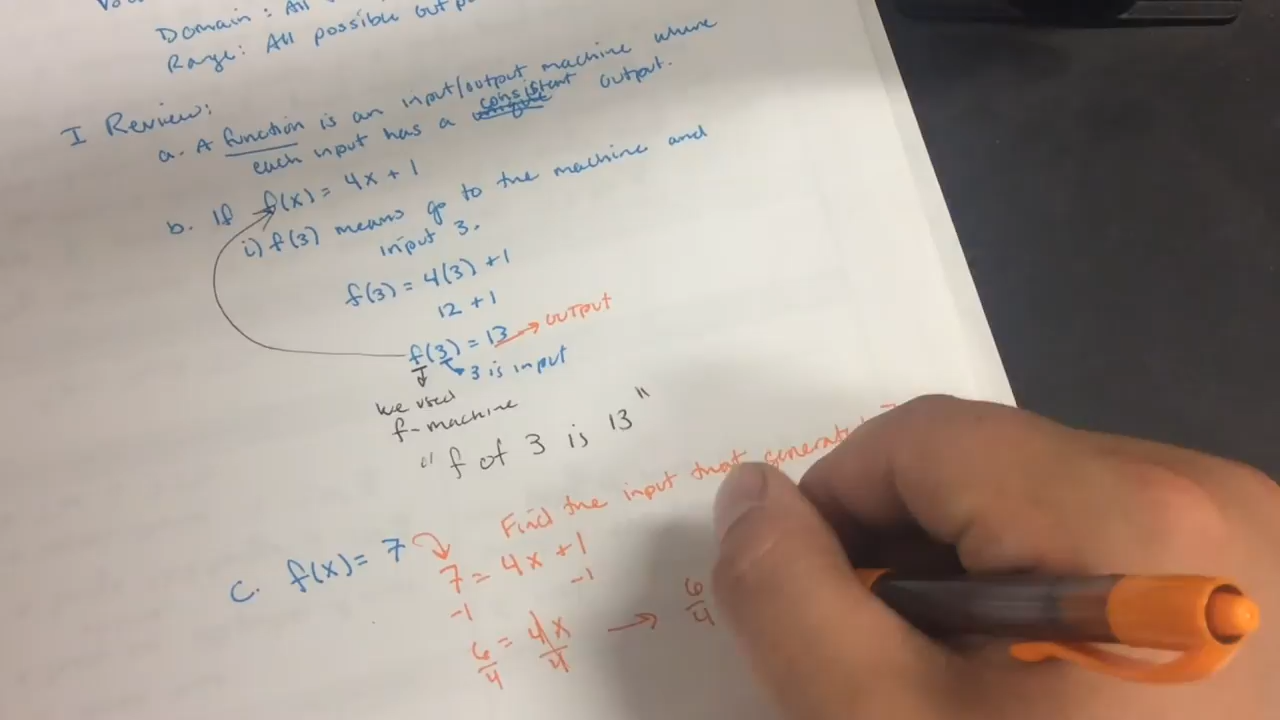 Domain: All
Range: All possible
I Review:
a. A function is an input/output machine where
each input has a consistent output.
b. If f(x) = 4x + 1
i) f(3) means go to the machine and
input 3.
f(3) = 4(3) + 1
12 + 1
f(3) = 13 → OUTPUT
3 is input
we used
f-machine
"f of 3 is 13"
Find the input that
c. f(x) = 7
7 = 4x + 1
-1 -1
6/4 = 4x/4 → 6/4